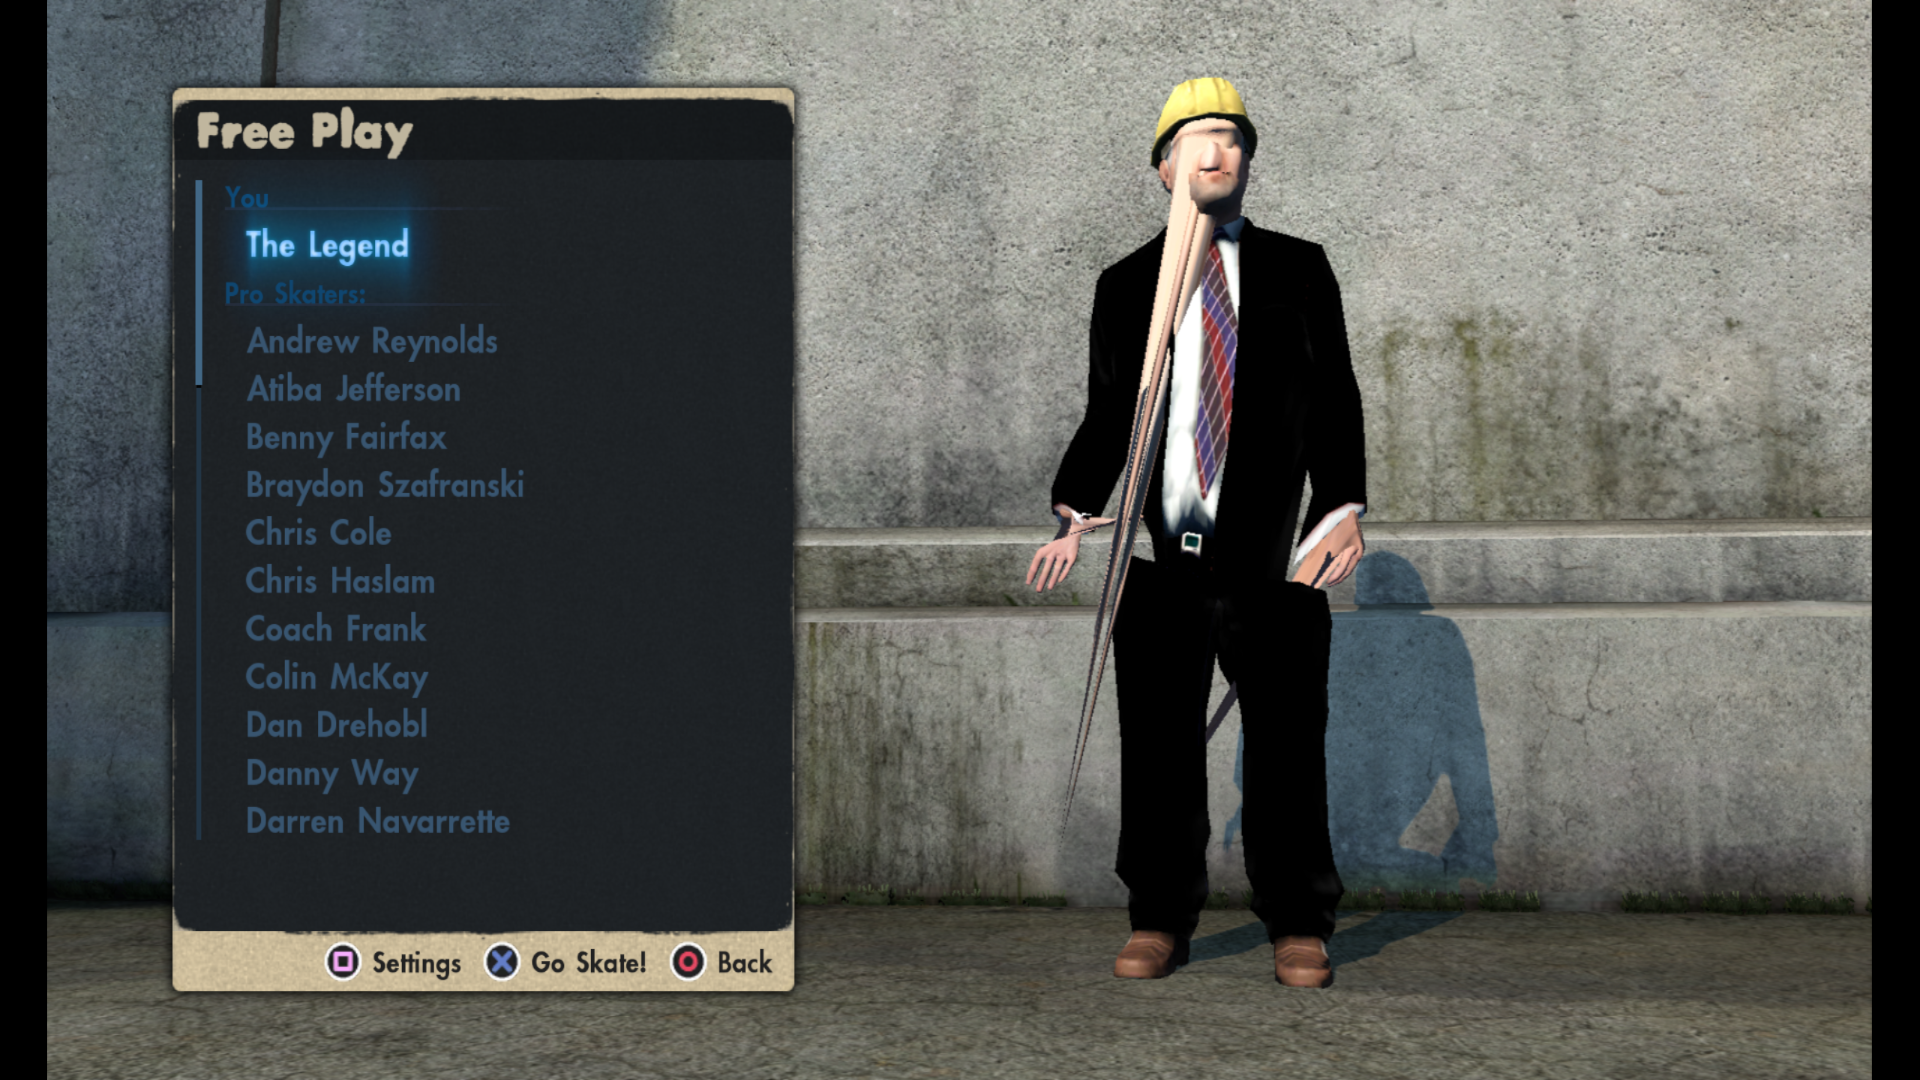 Free Play
You
The Legend
Pro Skaters:
Andrew Reynolds
Atiba Jefferson
Benny Fairfax
Braydon Szafranski
Chris Cole
Chris Haslam
Coach Frank
Colin McKay
Dan Drehobl
Danny Way
Darren Navarrette
Settings Go Skate! Back